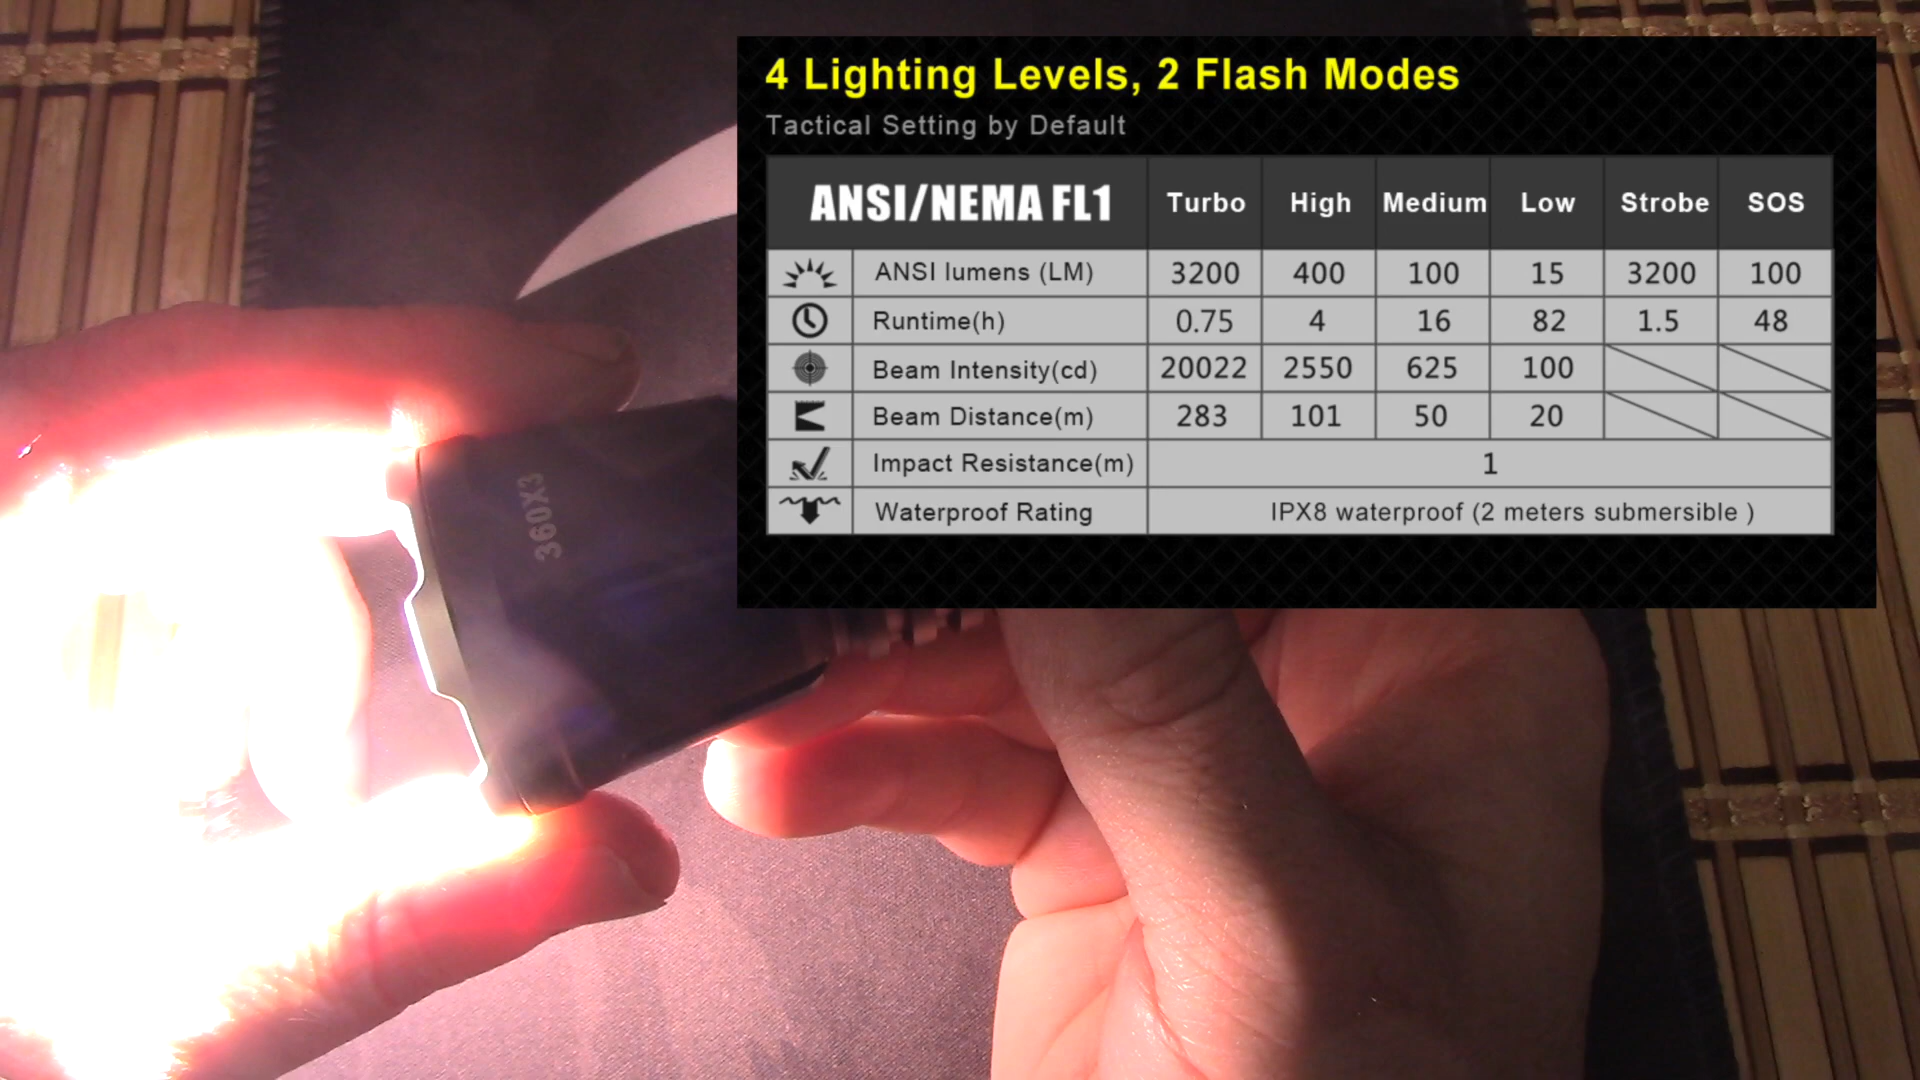 4 Lighting Levels, 2 Flash Modes
Tactical Setting by Default
ANSI/NEMA FL1 Turbo High Medium Low Strobe SOS
ANSI lumens (LM) 3200 400 100 15 3200 100
Runtime(h) 0.75 4 16 82 1.5 48
Beam Intensity(cd) 20022 2550 625 100
Beam Distance(m) 283 101 50 20
Impact Resistance(m) 1
Waterproof Rating IPX8 waterproof (2 meters submersible )
360X3